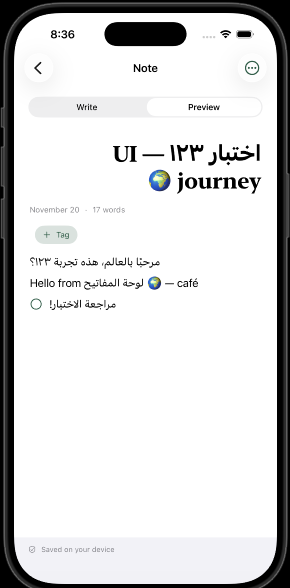 8:36
Note
Write
Preview
اختبار ١٢٣ — UI
journey 🌍
November 20 · 17 words
+ Tag
مرحبًا بالعالم، هذه تجربة ١٢٣؟
Hello from لوحة المفاتيح 🌍 — café
مراجعة الاختبار!
Saved on your device